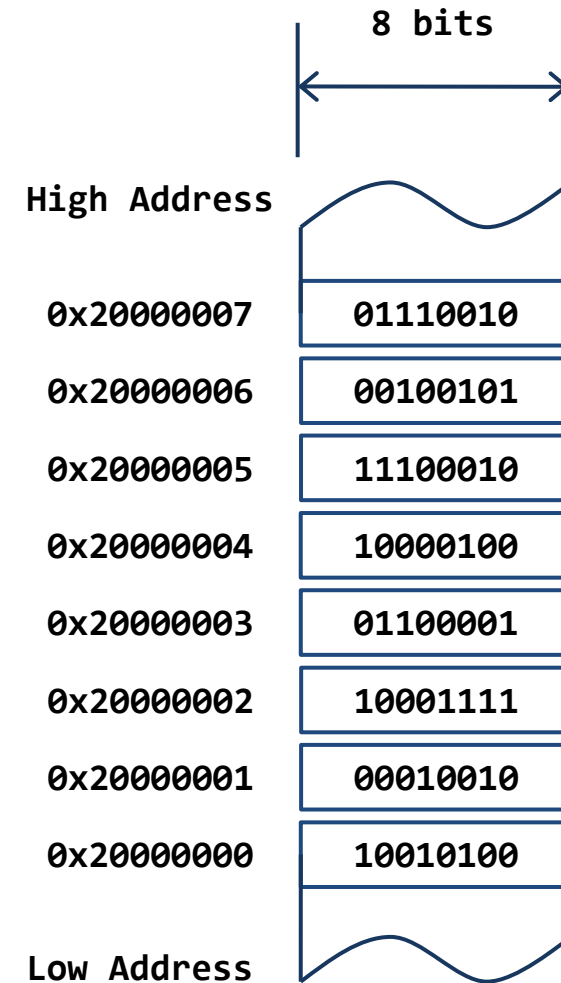 8 bits
High Address
0x20000007 01110010
0x20000006 00100101
0x20000005 11100010
0x20000004 10000100
0x20000003 01100001
0x20000002 10001111
0x20000001 00010010
0x20000000 10010100
Low Address